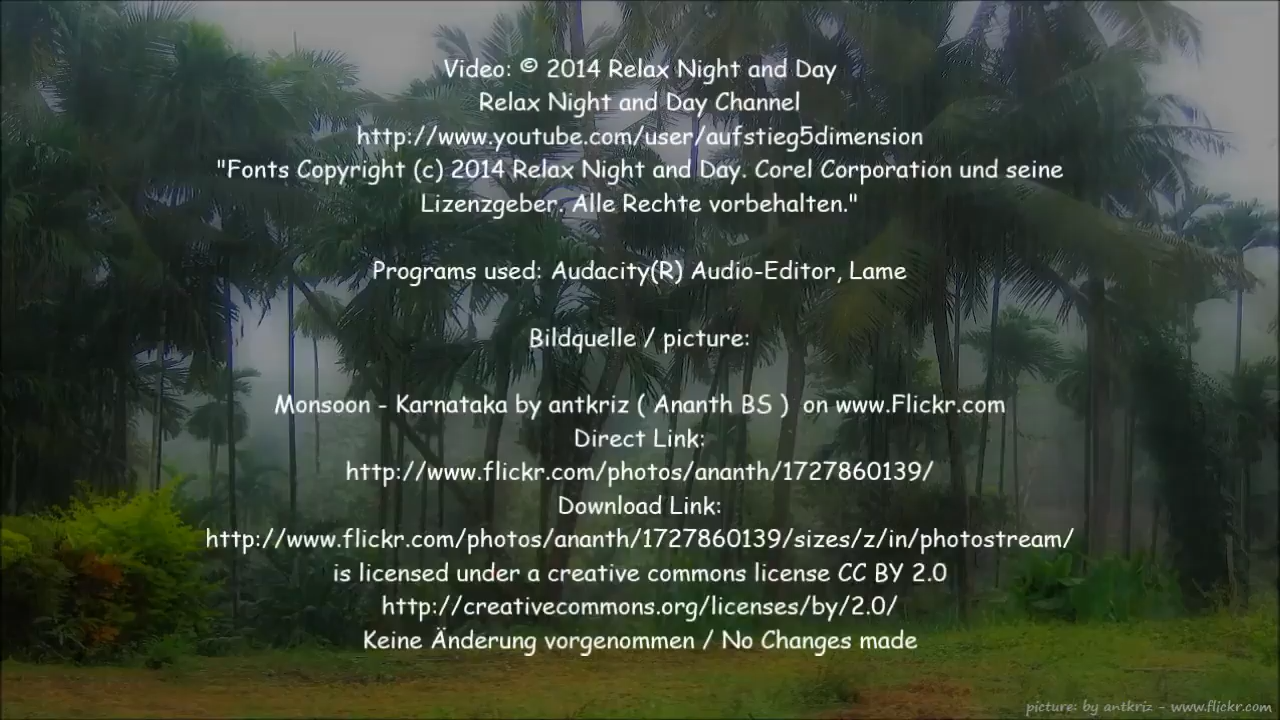 Video: © 2014 Relax Night and Day
Relax Night and Day Channel
http://www.youtube.com/user/aufstieg5dimension
"Fonts Copyright (c) 2014 Relax Night and Day. Corel Corporation und seine
Lizenzgeber. Alle Rechte vorbehalten."
Programs used: Audacity(R) Audio-Editor, Lame
Bildquelle / picture:
Monsoon - Karnataka by antkriz ( Ananth BS )  on www.Flickr.com
Direct Link:
http://www.flickr.com/photos/ananth/1727860139/
Download Link:
http://www.flickr.com/photos/ananth/1727860139/sizes/z/in/photostream/
is licensed under a creative commons license CC BY 2.0
http://creativecommons.org/licenses/by/2.0/
Keine Änderung vorgenommen / No Changes made
picture: by antkriz - www.flickr.com